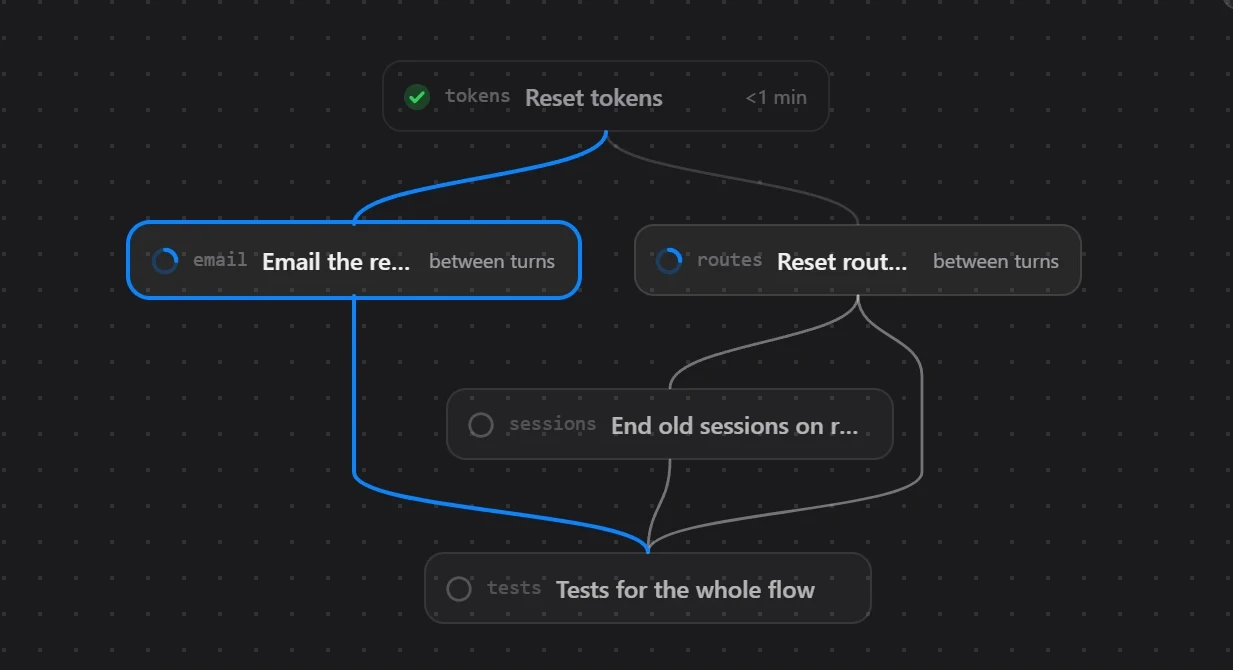 tokens Reset tokens <1 min
email Email the re... between turns
routes Reset rout... between turns
sessions End old sessions on r...
tests Tests for the whole flow